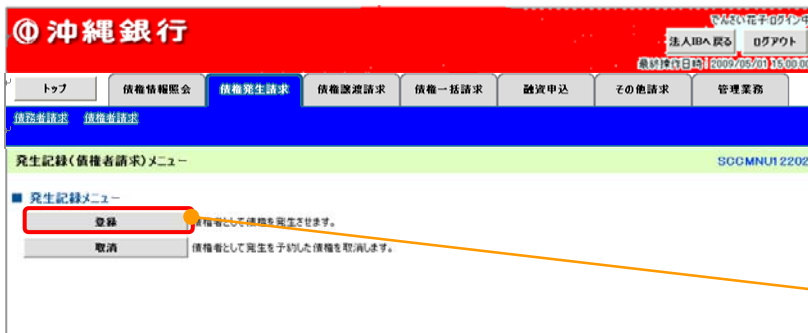 沖縄銀行
でんさい花子ログイン中
法人IBへ戻る ログアウト
最終操作日時 2009/05/01 15:00:00
トップ 債権情報照会 債権発生請求 債権譲渡請求 債権一括請求 融資申込 その他請求 管理業務
債務者請求 債権者請求
発生記録(債権者請求)メニュー SCCMNU12202
■ 発生記録メニュー
登録 債権者として債権を発生させます。
取消 債権者として発生を予約した債権を取消します。